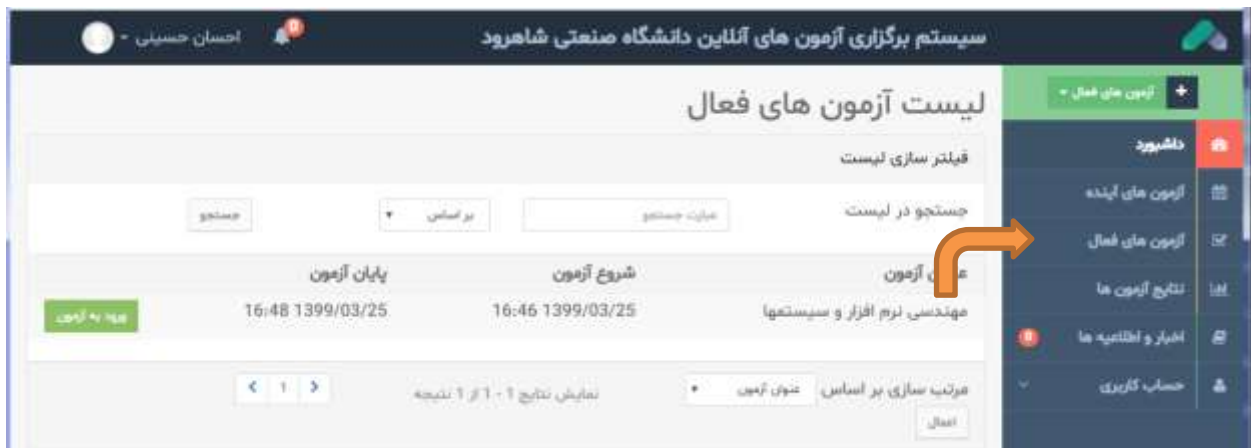 سیستم برگزاری آزمون های آنلاین دانشگاه صنعتی شاهرود
احسان حسینی
آزمون های فعال
داشبورد
آزمون های آینده
آزمون های فعال
نتایج آزمون ها
اخبار و اطلاعیه ها
حساب کاربری
لیست آزمون های فعال
فیلتر سازی لیست
جستجو در لیست عبارت جستجو بر اساس جستجو
آزمون شروع آزمون پایان آزمون
مهندسی نرم افزار و سیستمها 16:46 1399/03/25 16:48 1399/03/25 ورود به آزمون
مرتب سازی بر اساس عنوان آزمون نمایش نتایج 1 - 1 از 1 نتیجه 1
اعمال